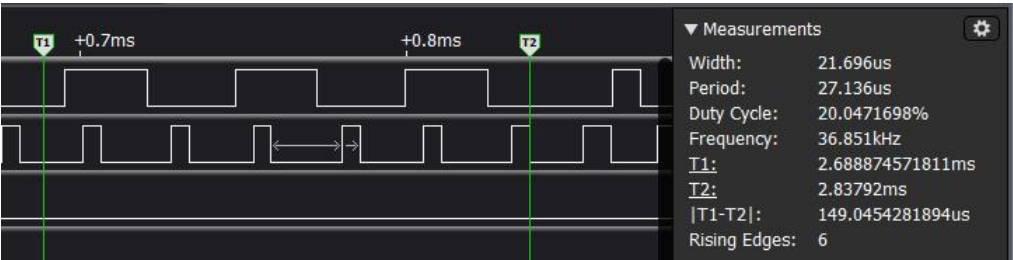 T1 +0.7ms +0.8ms T2
▼ Measurements
Width: 21.696us
Period: 27.136us
Duty Cycle: 20.0471698%
Frequency: 36.851kHz
T1: 2.688874571811ms
T2: 2.83792ms
|T1-T2|: 149.0454281894us
Rising Edges: 6